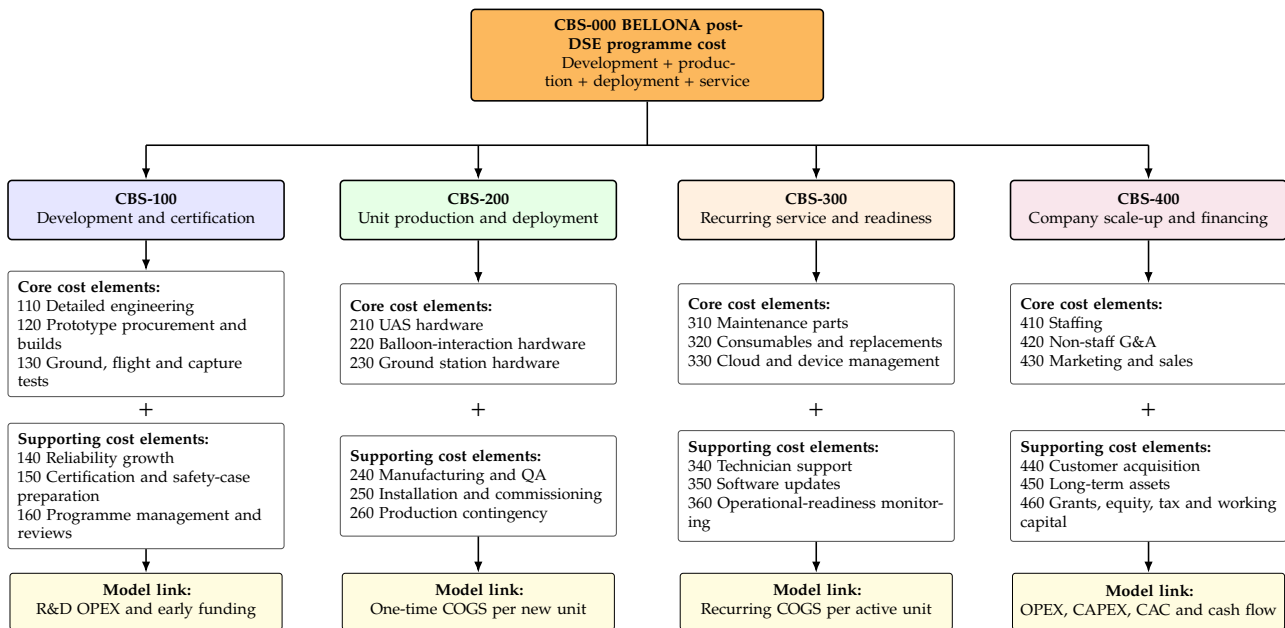 CBS-000 BELLONA post-
DSE programme cost
Development + produc-
tion + deployment + service
CBS-100
Development and certification
CBS-200
Unit production and deployment
CBS-300
Recurring service and readiness
CBS-400
Company scale-up and financing
Core cost elements:
110 Detailed engineering
120 Prototype procurement and
builds
130 Ground, flight and capture
tests
Core cost elements:
210 UAS hardware
220 Balloon-interaction hardware
230 Ground station hardware
Core cost elements:
310 Maintenance parts
320 Consumables and replacements
330 Cloud and device management
Core cost elements:
410 Staffing
420 Non-staff G&A
430 Marketing and sales
+
+
+
+
Supporting cost elements:
140 Reliability growth
150 Certification and safety-case
preparation
160 Programme management and
reviews
Supporting cost elements:
240 Manufacturing and QA
250 Installation and commissioning
260 Production contingency
Supporting cost elements:
340 Technician support
350 Software updates
360 Operational-readiness monitor-
ing
Supporting cost elements:
440 Customer acquisition
450 Long-term assets
460 Grants, equity, tax and working
capital
Model link:
R&D OPEX and early funding
Model link:
One-time COGS per new unit
Model link:
Recurring COGS per active unit
Model link:
OPEX, CAPEX, CAC and cash flow